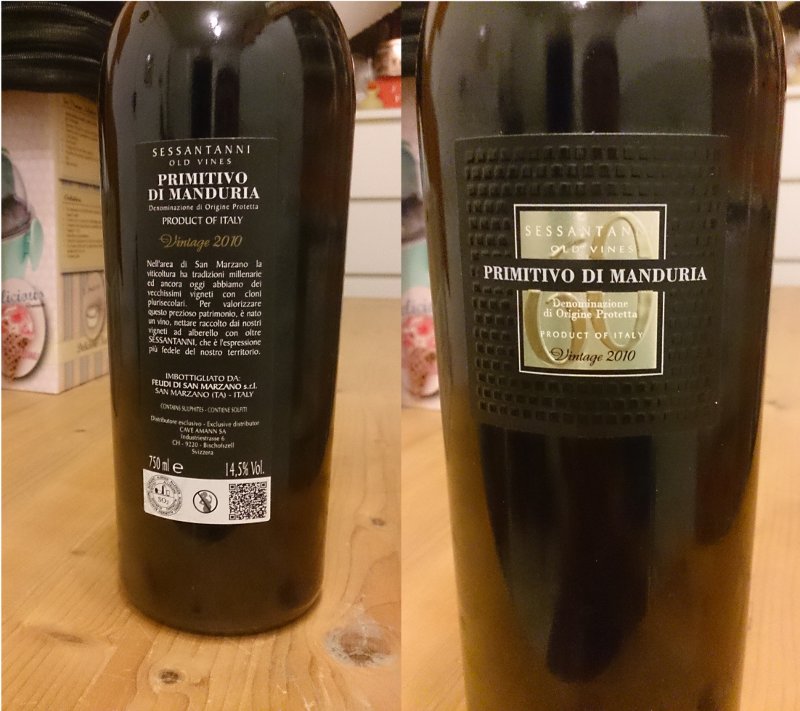 SESSANTANNI
OLD VINES
PRIMITIVO
DI MANDURIA
Denominazione di Origine Protetta
PRODUCT OF ITALY
Vintage 2010
Nell'area di San Marzano la
viticoltura ha tradizioni millenarie
ed ancora oggi abbiamo dei
vecchissimi vigneti con cloni
plurisecolari. Per valorizzare
questo prezioso patrimonio, è nato
un vino, nettare raccolto dai nostri
vigneti ad alberello con oltre
SESSANTANNI, che è l'espressione
più fedele del nostro territorio.
IMBOTTIGLIATO DA:
FEUDI DI SAN MARZANO s.r.l.
SAN MARZANO (TA) - ITALY
CONTAINS SULPHITES - CONTIENE SOLFITI
Distributore esclusivo - Exclusive distributor
CAVE AMANN SA
Industriestrasse 6
CH - 9220 - Bischofszell
Svizzera
750 ml e 14,5% Vol.
SO2
SESSANTANNI
OLD VINES
PRIMITIVO DI MANDURIA
Denominazione
di Origine Protetta
PRODUCT OF ITALY
Vintage 2010